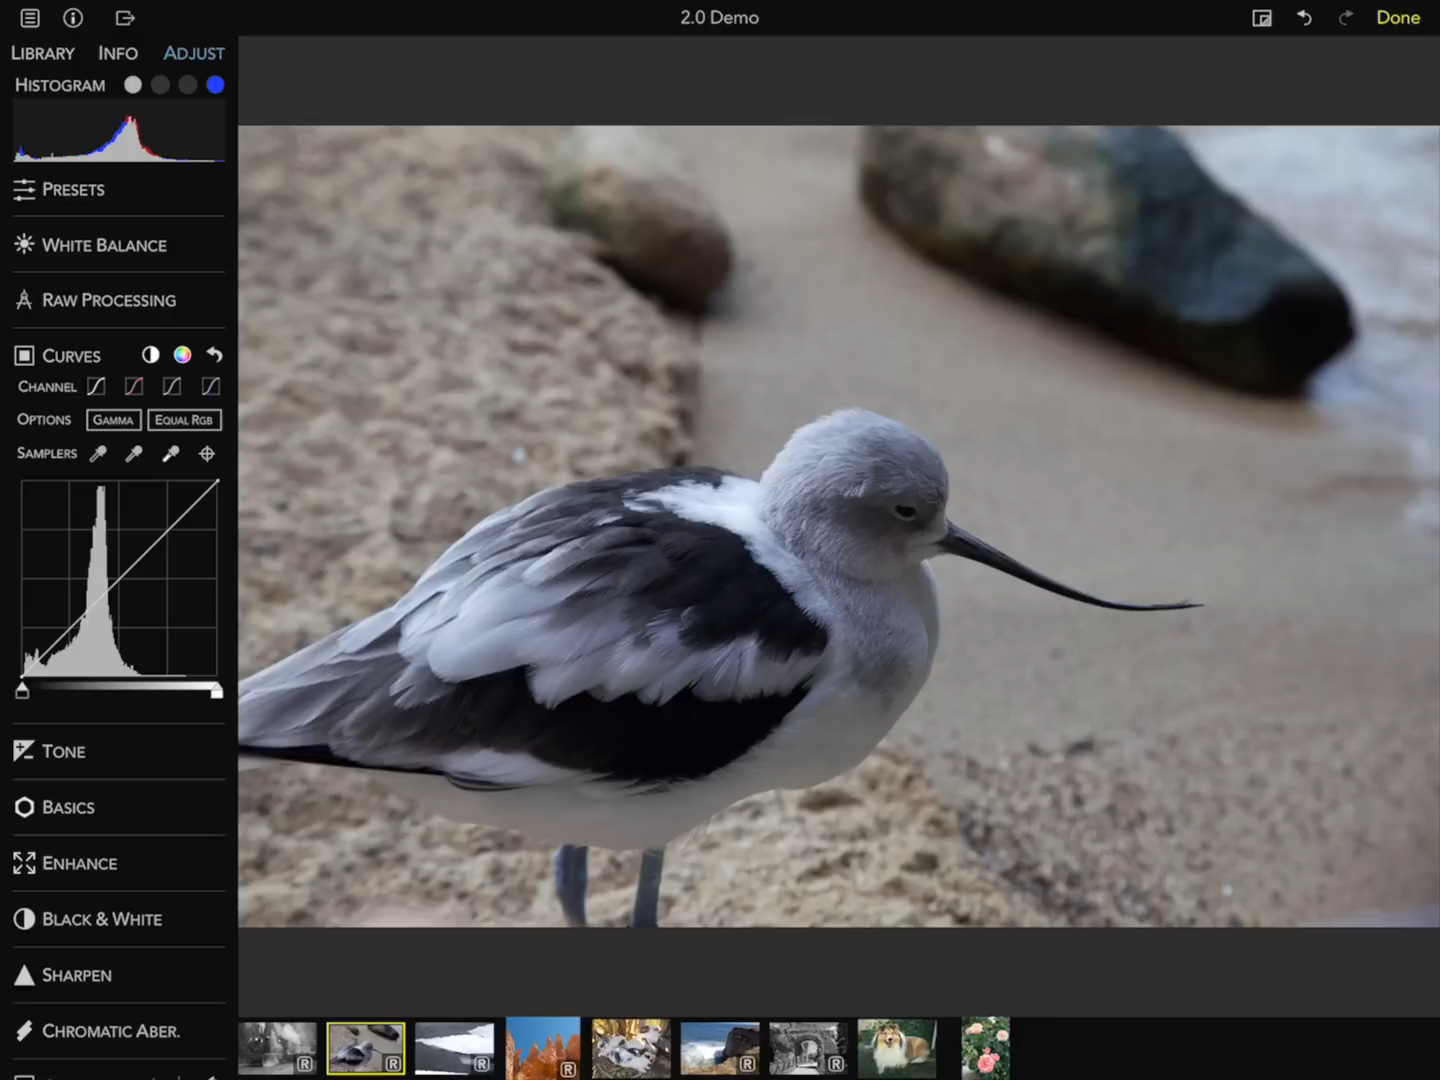 2.0 Demo
Done
LIBRARY INFO ADJUST
HISTOGRAM
PRESETS
WHITE BALANCE
RAW PROCESSING
CURVES
CHANNEL
OPTIONS GAMMA EQUAL RGB
SAMPLERS
TONE
BASICS
ENHANCE
BLACK & WHITE
SHARPEN
CHROMATIC ABER.
R R R R R R